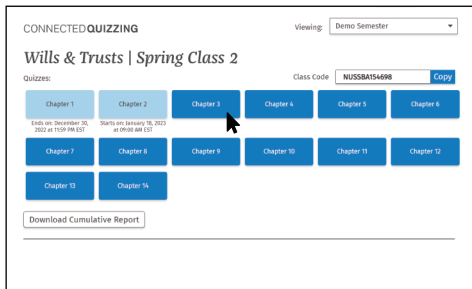 CONNECTED QUIZZING
Viewing: Demo Semester
Wills & Trusts | Spring Class 2
Quizzes:
Class Code NUSSBA154698 Copy
Chapter 1 Chapter 2 Chapter 3 Chapter 4 Chapter 5 Chapter 6
Ends on: December 30, Starts on: January 18, 2023
2022 at 11:59 PM EST at 09:00 AM EST
Chapter 7 Chapter 8 Chapter 9 Chapter 10 Chapter 11 Chapter 12
Chapter 13 Chapter 14
Download Cumulative Report